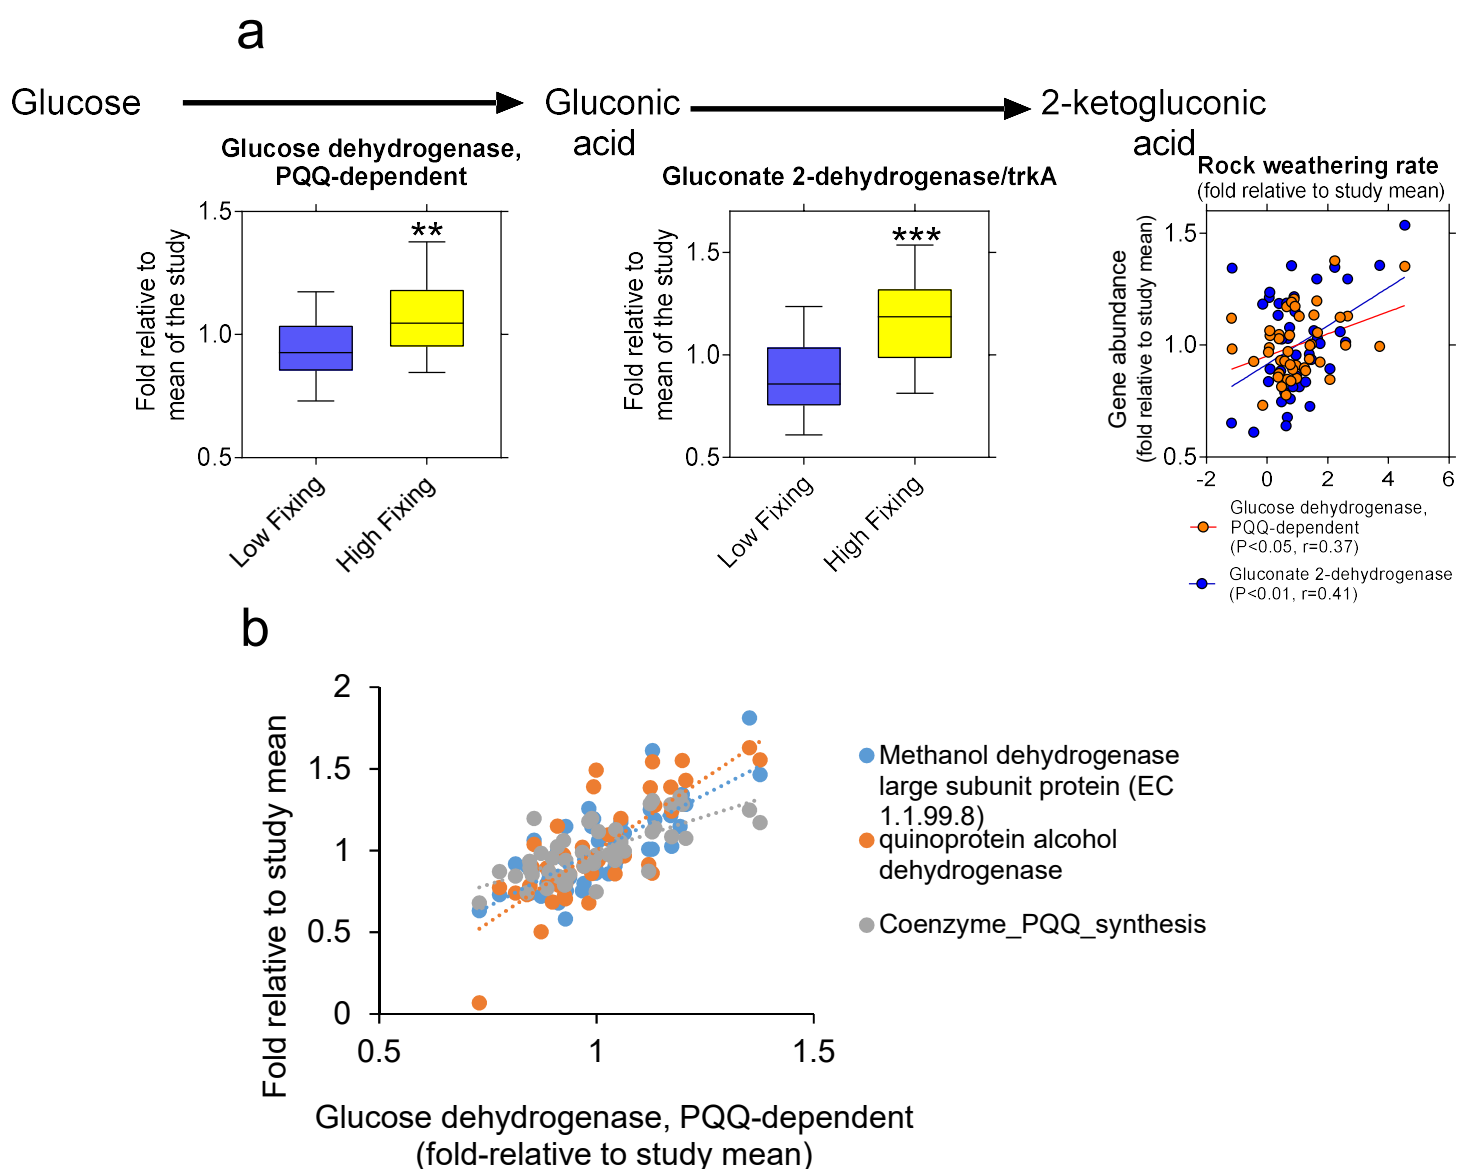 a
Glucose
Gluconic
acid
2-ketogluconic
acid
Glucose dehydrogenase,
PQQ-dependent
Fold relative to
mean of the study
1.5
1.0
0.5
**
Low Fixing
High Fixing
Gluconate 2-dehydrogenase/trkA
Fold relative to
mean of the study
1.5
1.0
0.5
***
Low Fixing
High Fixing
Rock weathering rate
(fold relative to study mean)
Gene abundance
(fold relative to study mean)
1.5
1.0
0.5
-2 0 2 4 6
Glucose dehydrogenase,
PQQ-dependent
(P<0.05, r=0.37)
Gluconate 2-dehydrogenase
(P<0.01, r=0.41)
b
Fold relative to study mean
2
1.5
1
0.5
0
0.5 1 1.5
Glucose dehydrogenase, PQQ-dependent
(fold-relative to study mean)
Methanol dehydrogenase
large subunit protein (EC
1.1.99.8)
quinoprotein alcohol
dehydrogenase
Coenzyme_PQQ_synthesis